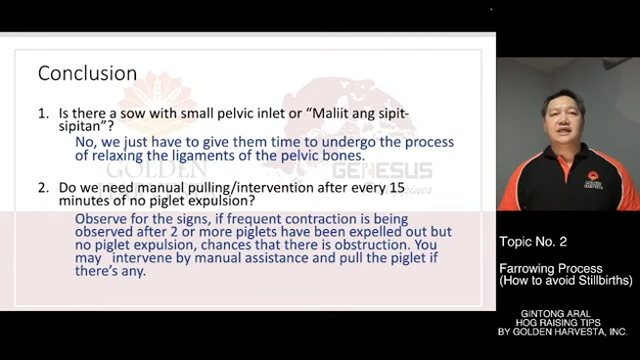 Conclusion
1. Is there a sow with small pelvic inlet or “Maliit ang sipit-
sipitan”?
No, we just have to give them time to undergo the process
of relaxing the ligaments of the pelvic bones.
2. Do we need manual pulling/intervention after every 15
minutes of no piglet expulsion?
Observe for the signs, if frequent contraction is being
observed after 2 or more piglets have been expelled out but
no piglet expulsion, chances that there is obstruction. You
may intervene by manual assistance and pull the piglet if
there’s any.
GOLDEN
GENESUS
Philippines
Topic No. 2
Farrowing Process
(How to avoid Stillbirths)
GINTONG ARAL
HOG RAISING TIPS
BY GOLDEN HARVESTA, INC.